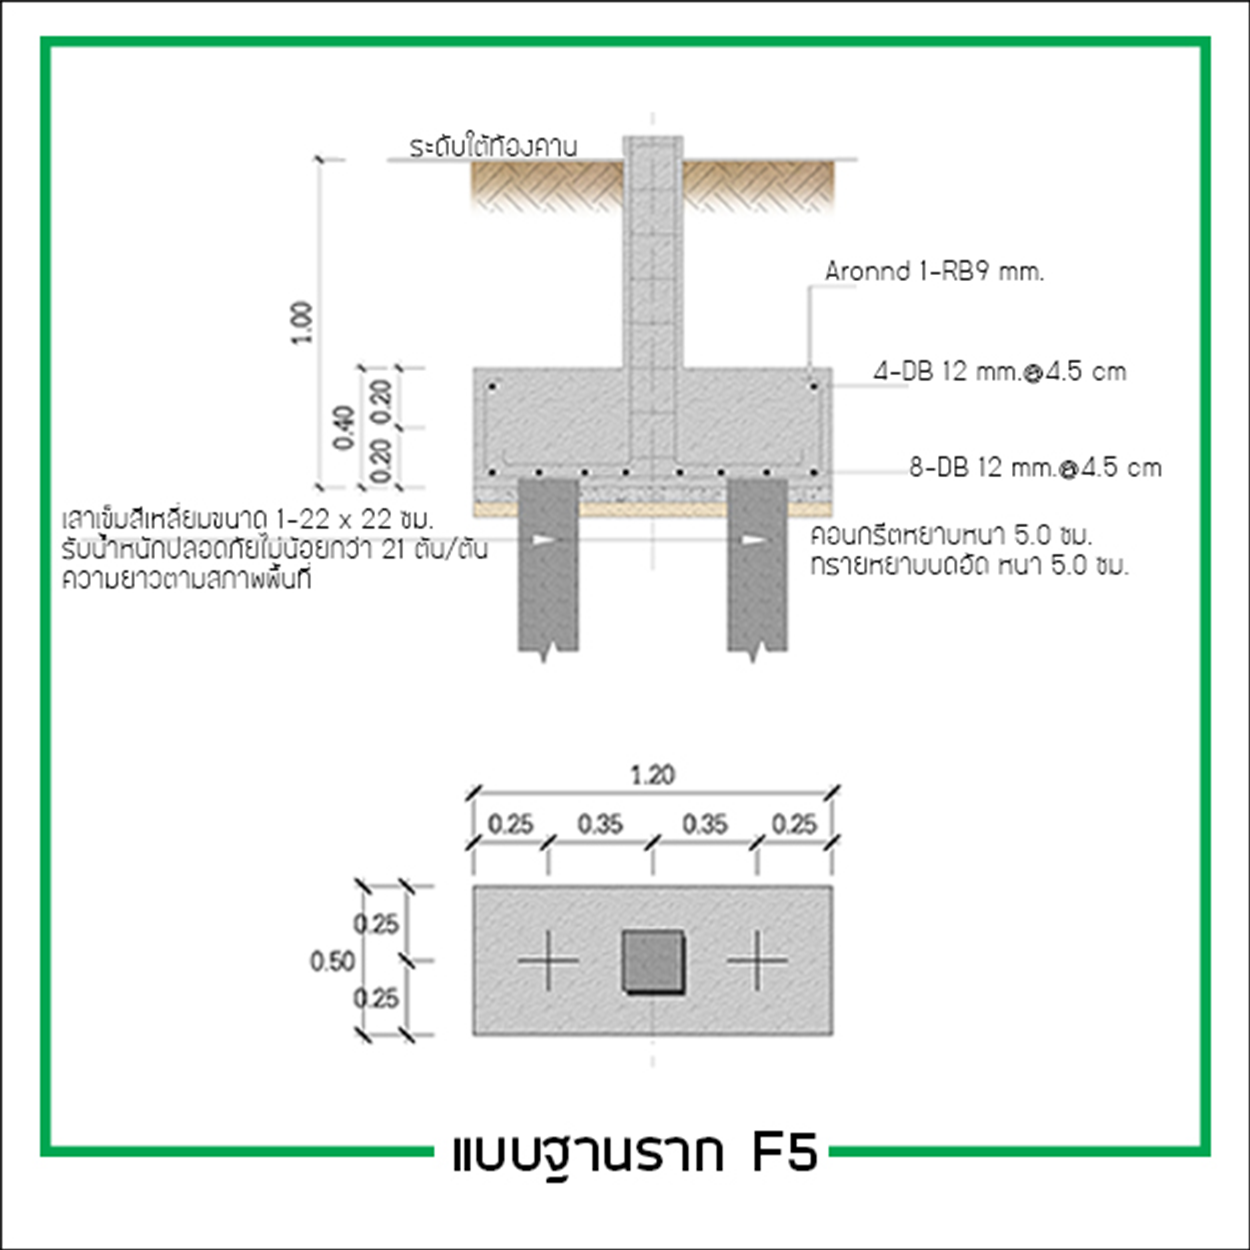 ระดับใต้ท้องคาน
Aronnd 1-RB9 mm.
1.00
4-DB 12 mm.@4.5 cm
0.20
0.40
0.20
8-DB 12 mm.@4.5 cm
เสาเข็มสี่เหลี่ยมขนาด 1-22 x 22 ซม.
รับน้ำหนักปลอดภัยไม่น้อยกว่า 21 ตัน/ต้น
ความยาวตามสภาพพื้นที่
คอนกรีตหยาบหนา 5.0 ซม.
ทรายหยาบบดอัด หนา 5.0 ซม.
1.20
0.25 0.35 0.35 0.25
0.25
0.50
0.25
แบบฐานราก F5